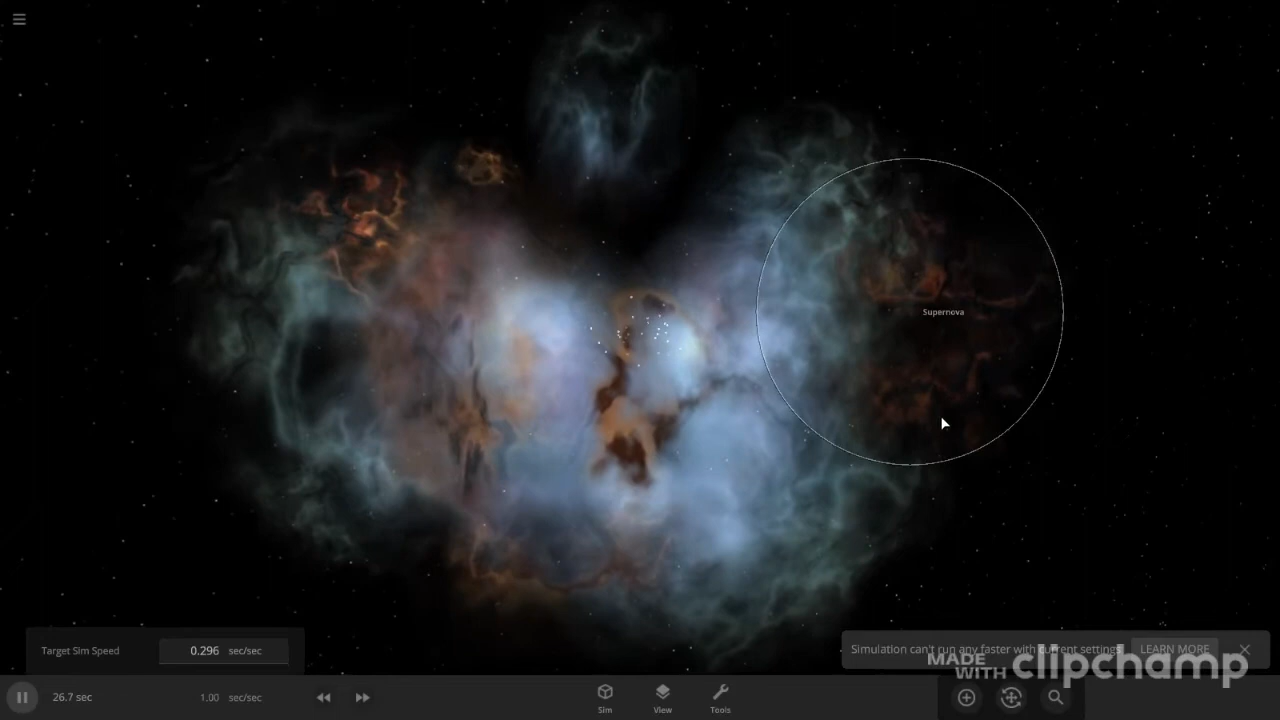 Supernova
Target Sim Speed 0.296 sec/sec
Simulation can't run any faster with current settings LEARN MORE
MADE WITH clipchamp
26.7 sec 1.00 sec/sec Sim View Tools